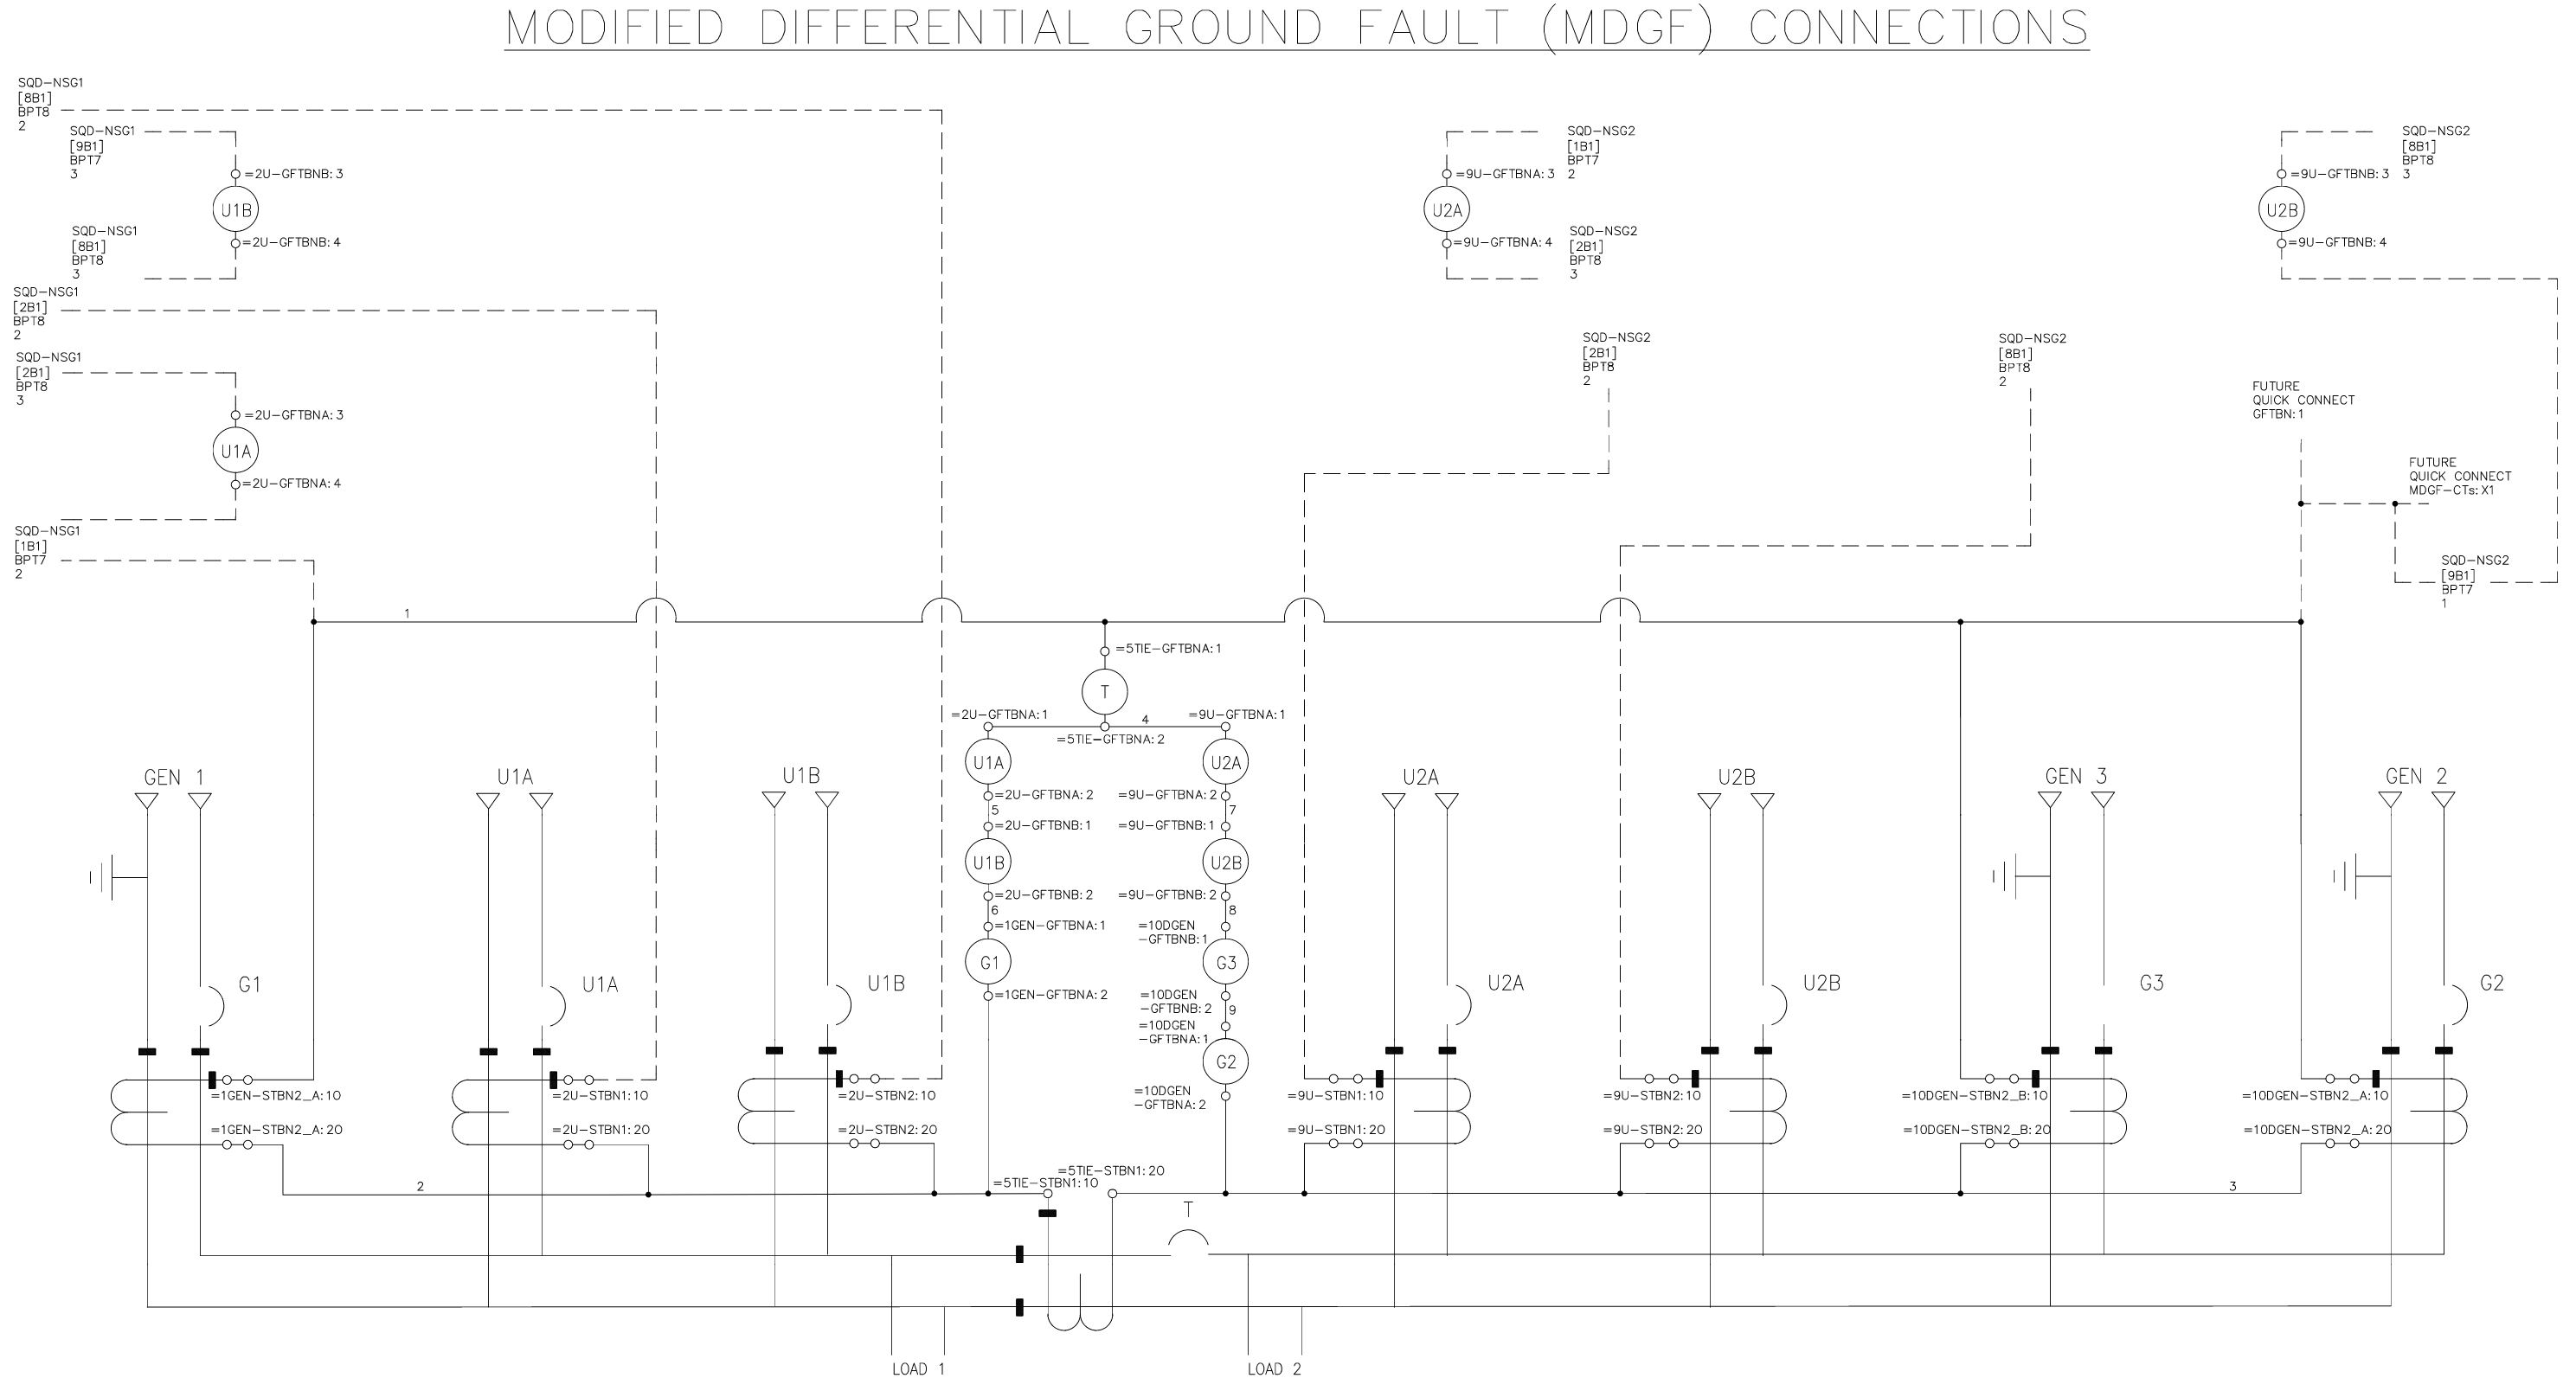 MODIFIED DIFFERENTIAL GROUND FAULT (MDGF) CONNECTIONS
SQD-NSG1
[8B1]
BPT8
2
SQD-NSG1
[9B1]
BPT7
3
=2U-GFTBNB:3
U1B
=2U-GFTBNB:4
SQD-NSG1
[8B1]
BPT8
3
SQD-NSG1
[2B1]
BPT8
2
SQD-NSG1
[2B1]
BPT8
3
=2U-GFTBNA:3
U1A
=2U-GFTBNA:4
SQD-NSG1
[1B1]
BPT7
2
SQD-NSG2
[1B1]
BPT7
2
=9U-GFTBNA:3
U2A
=9U-GFTBNA:4
SQD-NSG2
[2B1]
BPT8
3
SQD-NSG2
[8B1]
BPT8
3
=9U-GFTBNB:3
U2B
=9U-GFTBNB:4
SQD-NSG2
[2B1]
BPT8
2
SQD-NSG2
[8B1]
BPT8
2
FUTURE
QUICK CONNECT
GFTBN:1
FUTURE
QUICK CONNECT
MDGF-CTs:X1
SQD-NSG2
[9B1]
BPT7
1
1
=5TIE-GFTBNA:1
T
4
=5TIE-GFTBNA:2
=2U-GFTBNA:1
U1A
=2U-GFTBNA:2
5
=2U-GFTBNB:1
U1B
=2U-GFTBNB:2
6
=1GEN-GFTBNA:1
G1
=1GEN-GFTBNA:2
=9U-GFTBNA:1
U2A
=9U-GFTBNA:2
7
=9U-GFTBNB:1
U2B
=9U-GFTBNB:2
8
=10DGEN
-GFTBNB:1
G3
=10DGEN
-GFTBNB:2
9
=10DGEN
-GFTBNA:1
G2
=10DGEN
-GFTBNA:2
GEN 1
G1
=1GEN-STBN2_A:10
=1GEN-STBN2_A:20
U1A
U1A
=2U-STBN1:10
=2U-STBN1:20
U1B
U1B
=2U-STBN2:10
=2U-STBN2:20
U2A
U2A
=9U-STBN1:10
=9U-STBN1:20
U2B
U2B
=9U-STBN2:10
=9U-STBN2:20
GEN 3
G3
=10DGEN-STBN2_B:10
=10DGEN-STBN2_B:20
GEN 2
G2
=10DGEN-STBN2_A:10
=10DGEN-STBN2_A:20
2
=5TIE-STBN1:20
=5TIE-STBN1:10
3
T
LOAD 1
LOAD 2